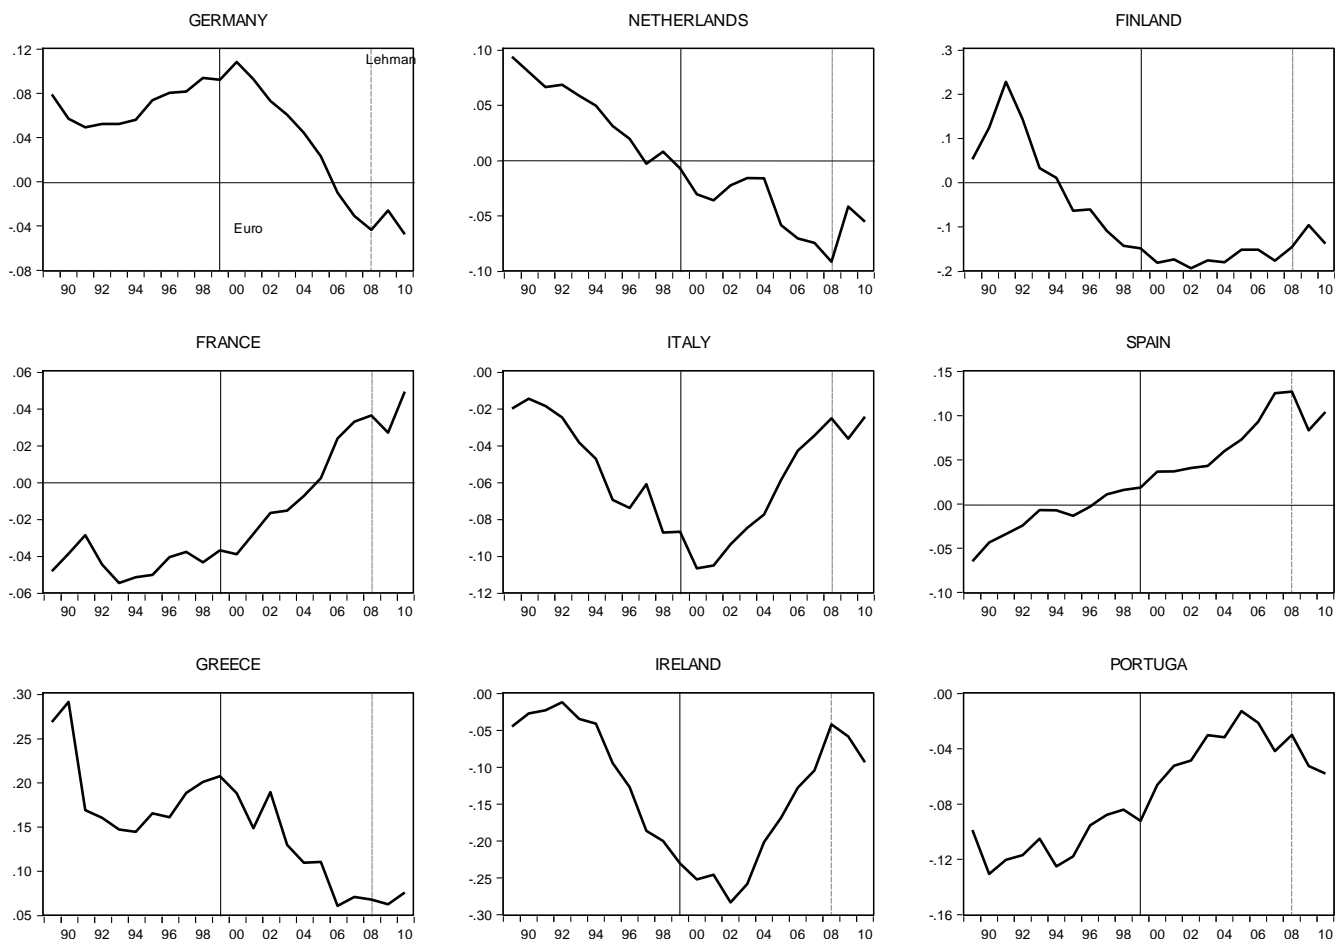 GERMANY
.12
.08
.04
.00
-.04
-.08
Lehman
Euro
90 92 94 96 98 00 02 04 06 08 10
NETHERLANDS
.10
.05
.00
-.05
-.10
90 92 94 96 98 00 02 04 06 08 10
FINLAND
.3
.2
.1
.0
-.1
-.2
90 92 94 96 98 00 02 04 06 08 10
FRANCE
.06
.04
.02
.00
-.02
-.04
-.06
90 92 94 96 98 00 02 04 06 08 10
ITALY
.00
-.02
-.04
-.06
-.08
-.10
-.12
90 92 94 96 98 00 02 04 06 08 10
SPAIN
.15
.10
.05
.00
-.05
-.10
90 92 94 96 98 00 02 04 06 08 10
GREECE
.30
.25
.20
.15
.10
.05
90 92 94 96 98 00 02 04 06 08 10
IRELAND
.00
-.05
-.10
-.15
-.20
-.25
-.30
90 92 94 96 98 00 02 04 06 08 10
PORTUGA
.00
-.04
-.08
-.12
-.16
90 92 94 96 98 00 02 04 06 08 10